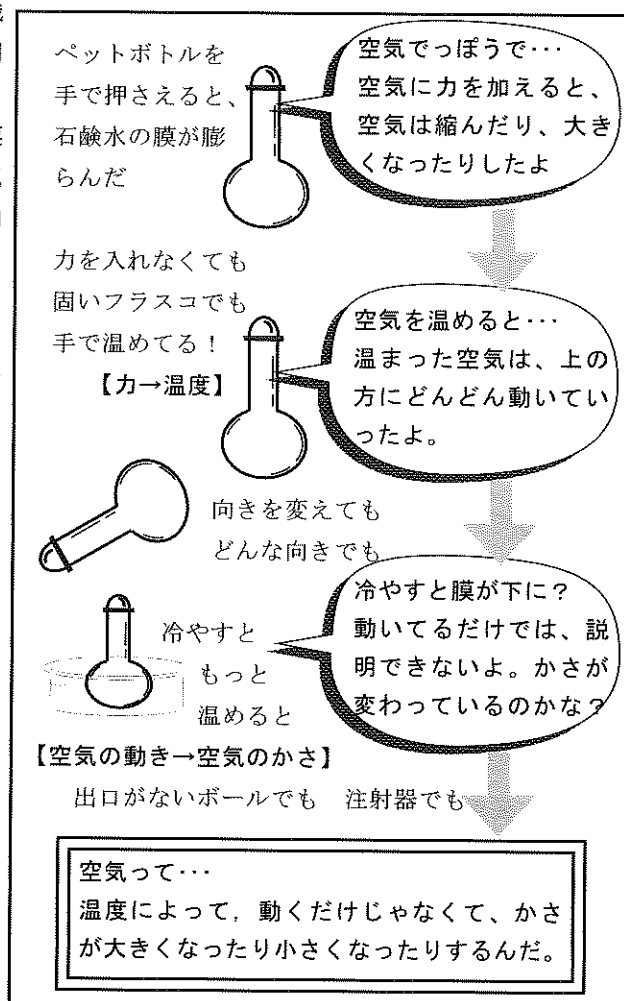 ペットボトルを
手で押さえると、
石鹸水の膜が膨
らんだ
空気でっぽうで・・・
空気に力を加えると、
空気は縮んだり、大き
くなったりしたよ
力を入れなくても
固いフラスコでも
手で温めてる！
【力→温度】
空気を温めると・・・
温まった空気は、上の
方にどんどん動いてい
ったよ。
向きを変えても
どんな向きでも
冷やすと
もっと
温めると
冷やすと膜が下に？
動いてるだけでは、説
明できないよ。かさが
変わっているのかな？
【空気の動き→空気のかさ】
出口がないボールでも　注射器でも
空気って・・・
温度によって，動くだけじゃなくて、かさ
が大きくなったり小さくなったりするんだ。